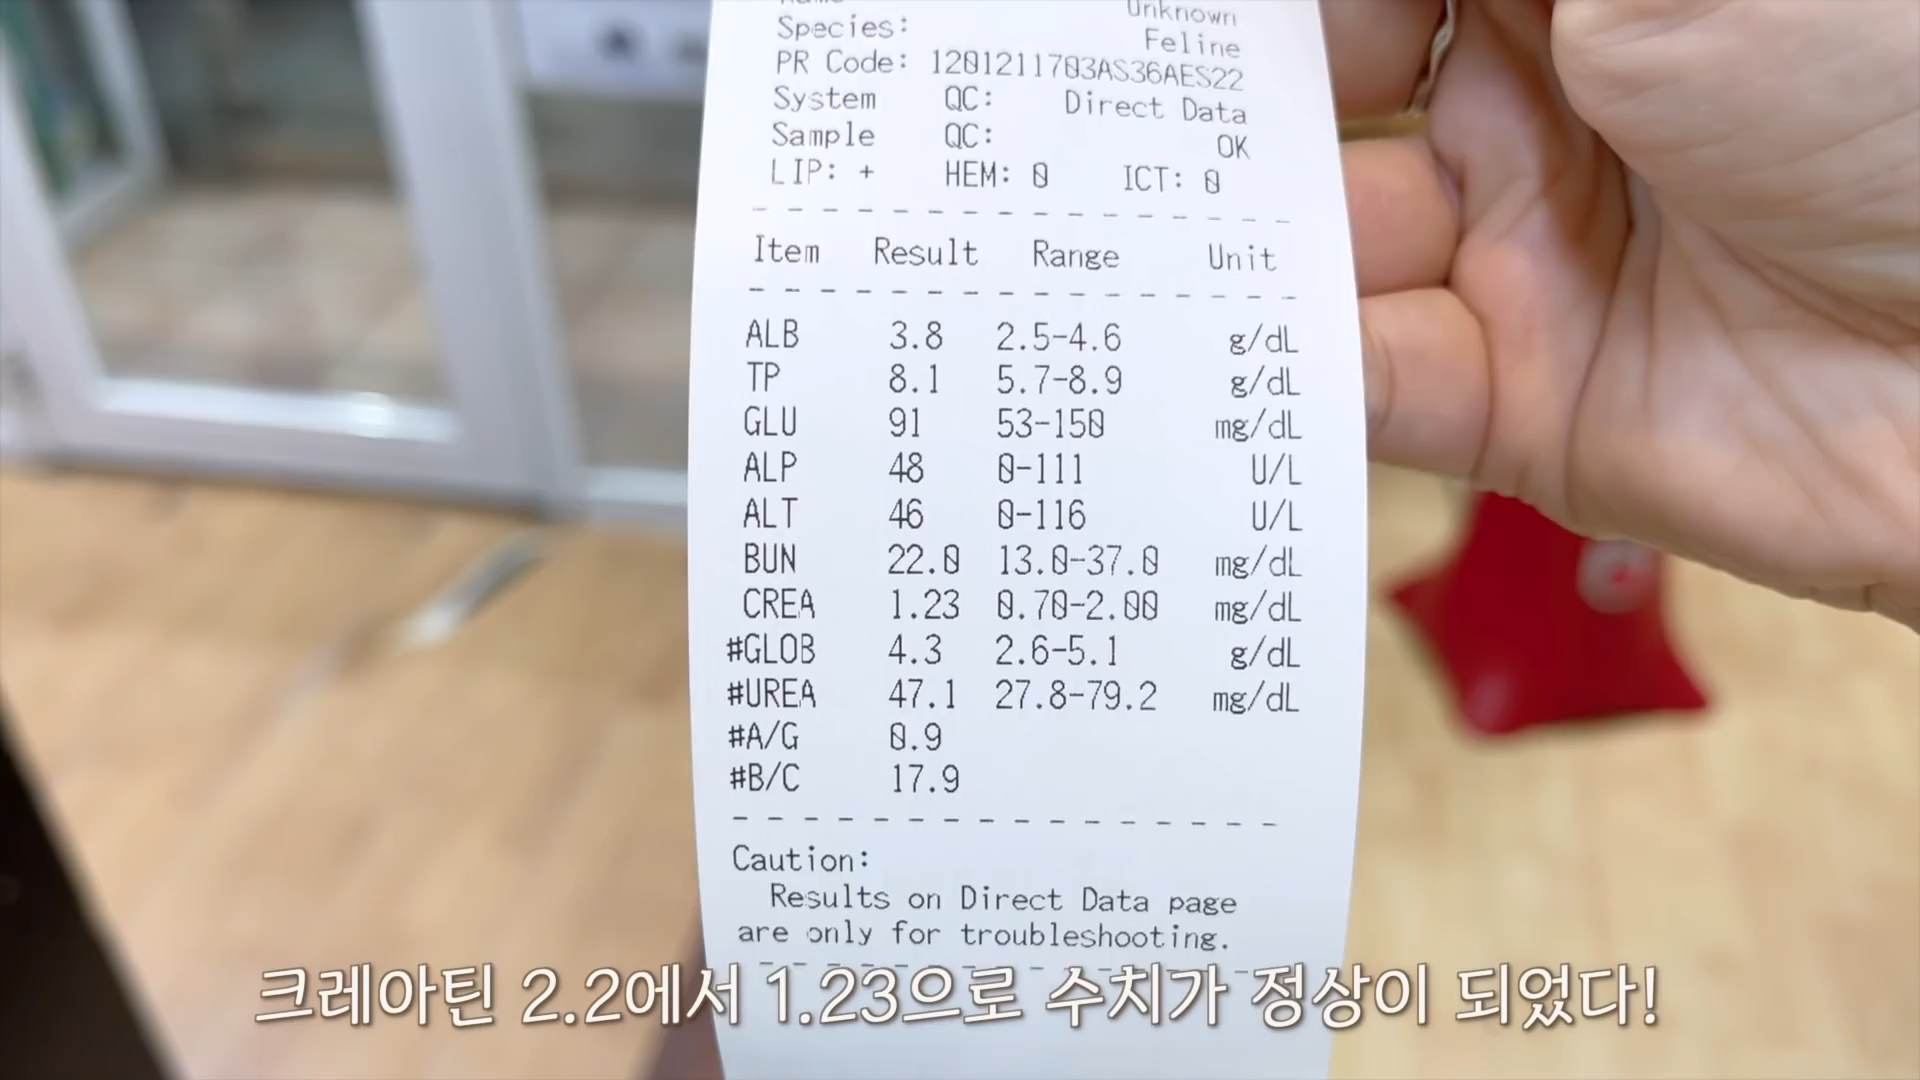 Unknown
Species: Feline
PR Code: 1201211703AS36AES22
System QC: Direct Data
Sample QC: OK
LIP: + HEM: 0 ICT: 0
Item Result Range Unit
ALB 3.8 2.5-4.6 g/dL
TP 8.1 5.7-8.9 g/dL
GLU 91 53-150 mg/dL
ALP 48 0-111 U/L
ALT 46 0-116 U/L
BUN 22.0 13.0-37.0 mg/dL
CREA 1.23 0.70-2.00 mg/dL
#GLOB 4.3 2.6-5.1 g/dL
#UREA 47.1 27.8-79.2 mg/dL
#A/G 0.9
#B/C 17.9
Caution:
Results on Direct Data page
are only for troubleshooting.
크레아틴 2.2에서 1.23으로 수치가 정상이 되었다!